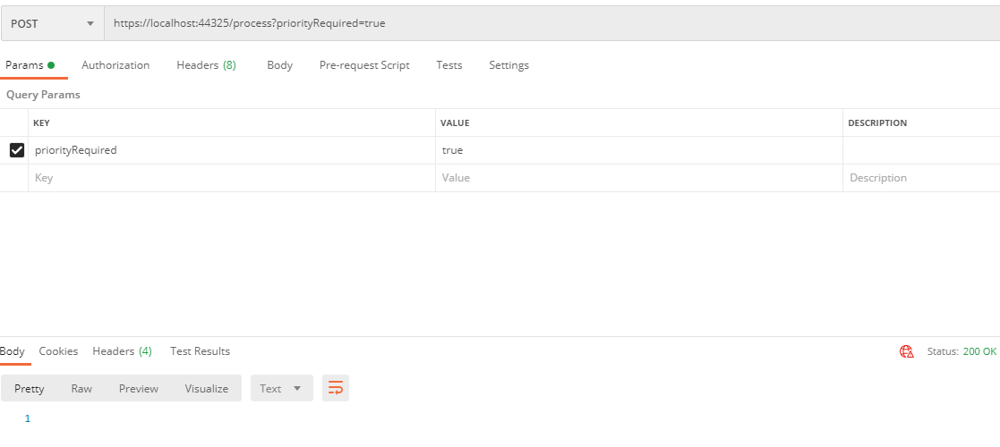 POST https://localhost:44325/process?priorityRequired=true
Params Authorization Headers (8) Body Pre-request Script Tests Settings
Query Params
KEY VALUE DESCRIPTION
priorityRequired true
Key Value Description
Body Cookies Headers (4) Test Results Status: 200 OK
Pretty Raw Preview Visualize Text
1